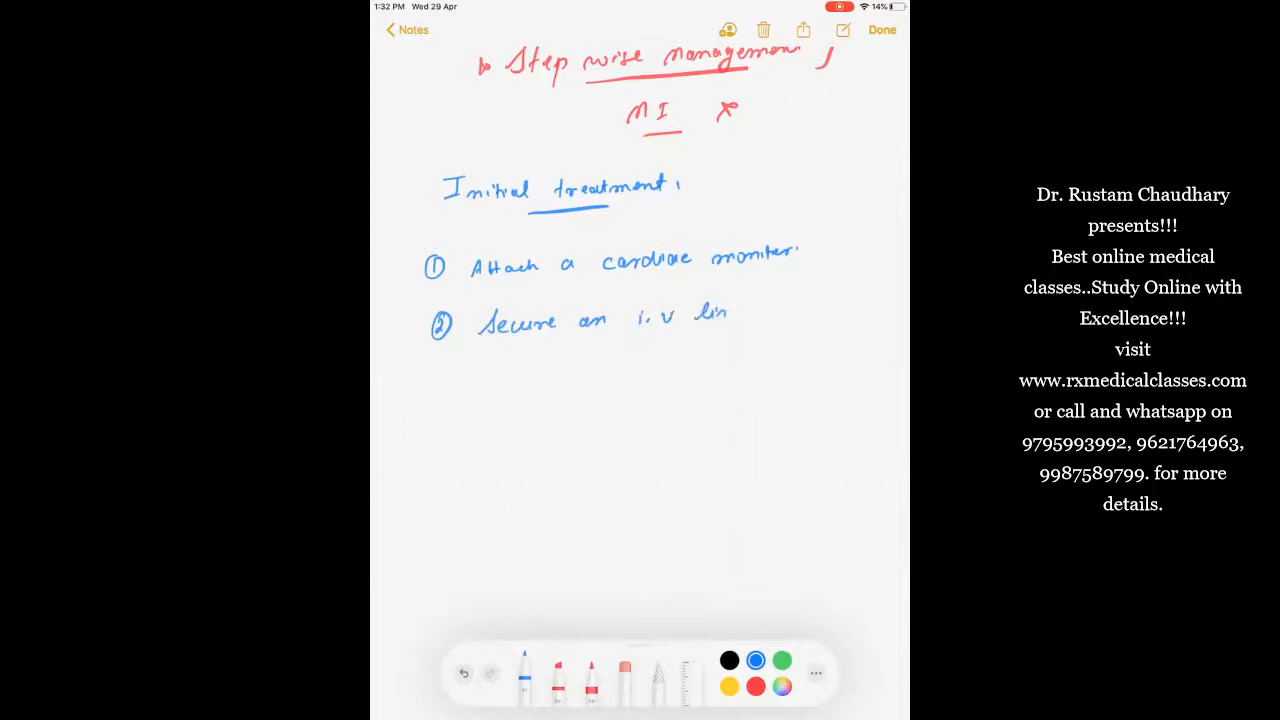 1:32 PM Wed 29 Apr
14%
Notes
Done
Step wise management
MI
Initial treatment
① Attach a cardiac moniter.
② Secure an i.v lin
Dr. Rustam Chaudhary
presents!!!
Best online medical
classes..Study Online with
Excellence!!!
visit
www.rxmedicalclasses.com
or call and whatsapp on
9795993992, 9621764963,
9987589799. for more
details.